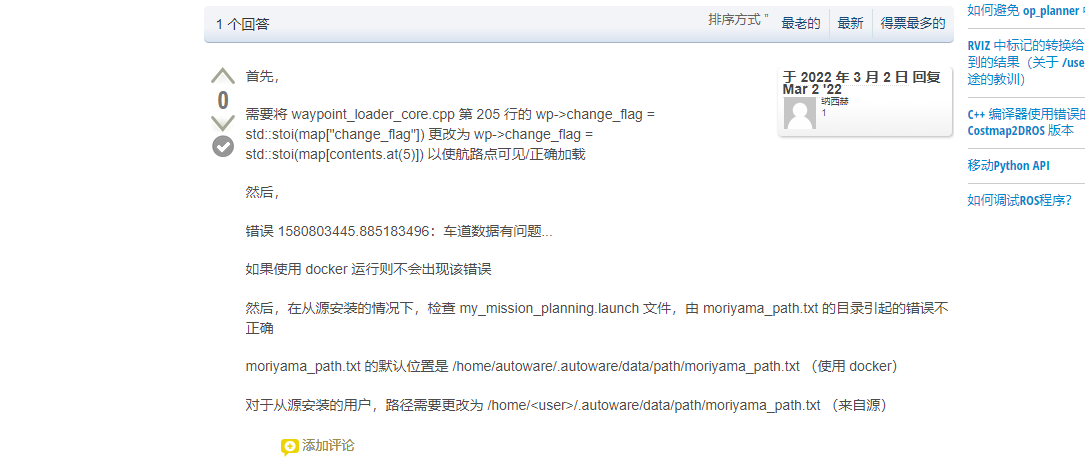 1 个回答
排序方式 "
最老的
最新
得票最多的
0
首先，
需要将 waypoint_loader_core.cpp 第 205 行的 wp->change_flag =
std::stoi(map["change_flag"]) 更改为 wp->change_flag =
std::stoi(map[contents.at(5)]) 以使航路点可见/正确加载
然后，
错误 1580803445.885183496：车道数据有问题...
如果使用 docker 运行则不会出现该错误
然后，在从源安装的情况下，检查 my_mission_planning.launch 文件，由 moriyama_path.txt 的目录引起的错误不
正确
moriyama_path.txt 的默认位置是 /home/autoware/.autoware/data/path/moriyama_path.txt （使用 docker）
对于从源安装的用户，路径需要更改为 /home/<user>/.autoware/data/path/moriyama_path.txt （来自源）
添加评论
于 2022 年 3 月 2 日 回复
Mar 2 '22
纳西赫
1
如何避免 op_planner
RVIZ 中标记的转换给
到的结果（关于 /use
途的教训）
C++ 编译器使用错误的
Costmap2DROS 版本
移动Python API
如何调试ROS程序？